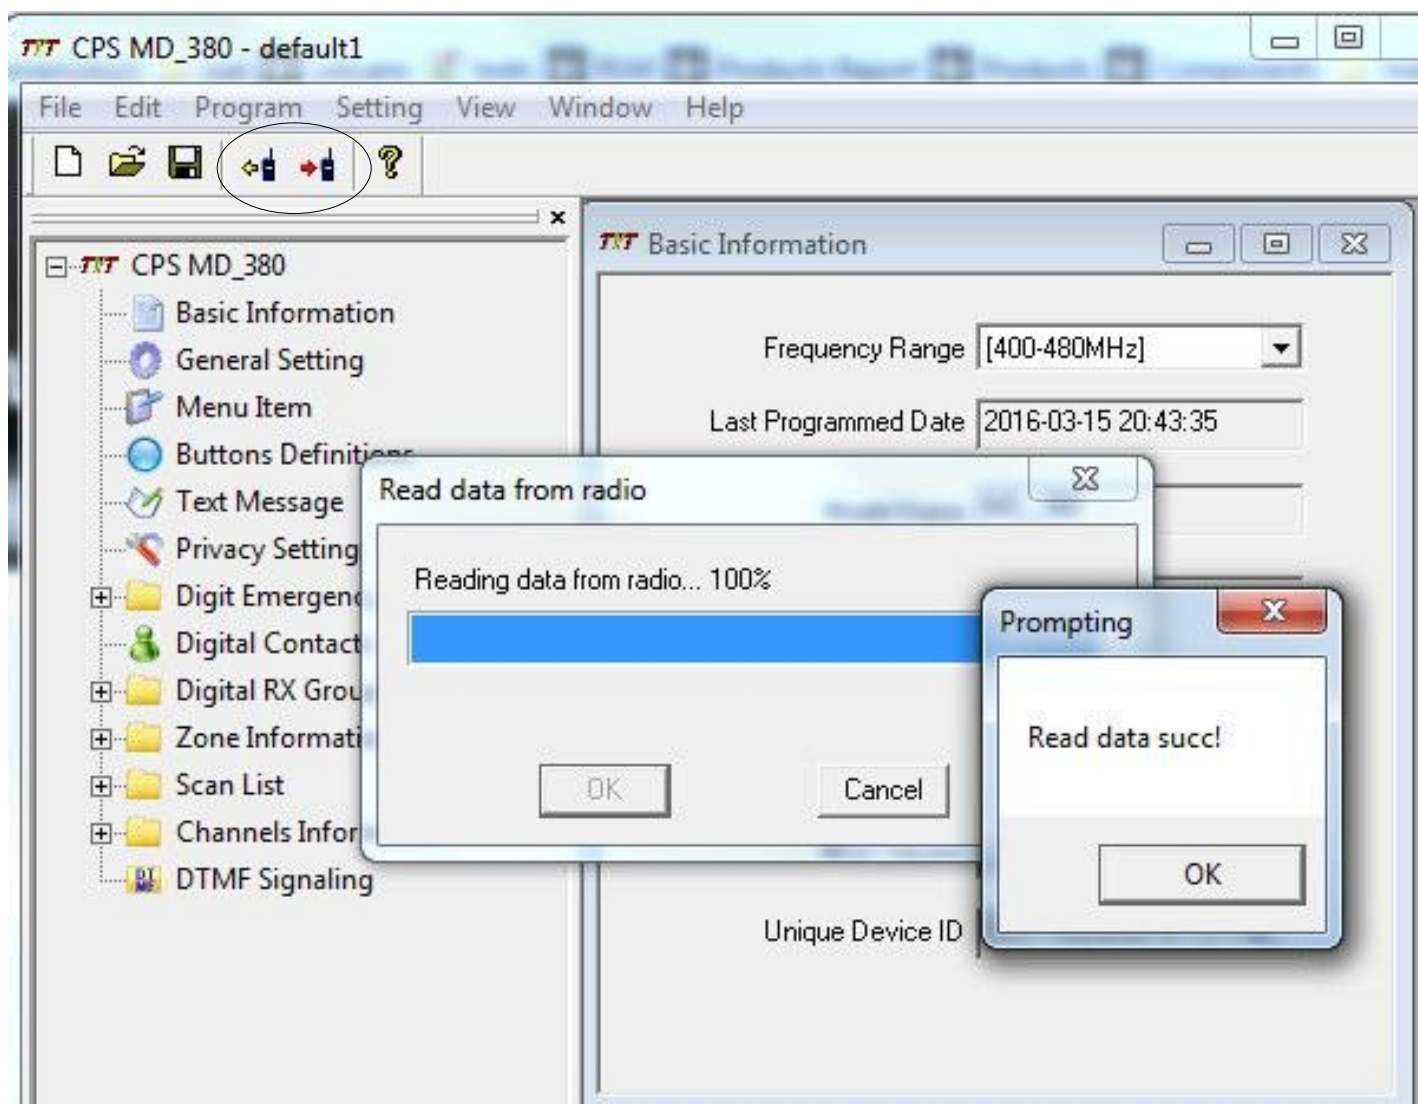 TYT CPS MD_380 - default1
File Edit Program Setting View Window Help
TYT CPS MD_380
Basic Information
General Setting
Menu Item
Buttons Definitions
Text Message
Privacy Setting
Digit Emergenc
Digital Contact
Digital RX Grou
Zone Informati
Scan List
Channels Infor
DTMF Signaling
TYT Basic Information
Frequency Range [400-480MHz]
Last Programmed Date 2016-03-15 20:43:35
Unique Device ID
Read data from radio
Reading data from radio... 100%
OK Cancel
Prompting
Read data succ!
OK